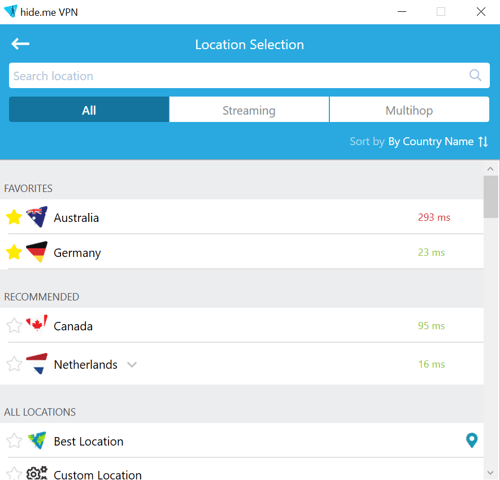 hide.me VPN
Location Selection
Search location
All Streaming Multihop
Sort by By Country Name
FAVORITES
Australia 293 ms
Germany 23 ms
RECOMMENDED
Canada 95 ms
Netherlands 16 ms
ALL LOCATIONS
Best Location
Custom Location